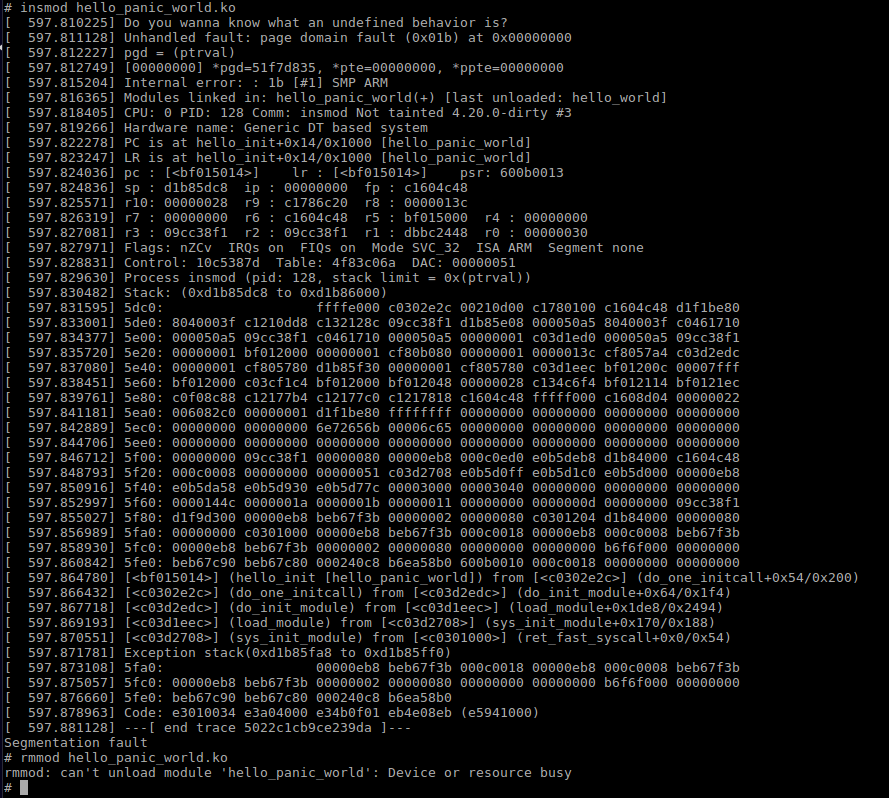 # insmod hello_panic_world.ko
[  597.810225] Do you wanna know what an undefined behavior is?
[  597.811128] Unhandled fault: page domain fault (0x01b) at 0x00000000
[  597.812227] pgd = (ptrval)
[  597.812749] [00000000] *pgd=51f7d835, *pte=00000000, *ppte=00000000
[  597.815204] Internal error: : 1b [#1] SMP ARM
[  597.816365] Modules linked in: hello_panic_world(+) [last unloaded: hello_world]
[  597.818405] CPU: 0 PID: 128 Comm: insmod Not tainted 4.20.0-dirty #3
[  597.819266] Hardware name: Generic DT based system
[  597.822278] PC is at hello_init+0x14/0x1000 [hello_panic_world]
[  597.823247] LR is at hello_init+0x14/0x1000 [hello_panic_world]
[  597.824036] pc : [<bf015014>]    lr : [<bf015014>]    psr: 600b0013
[  597.824836] sp : d1b85dc8  ip : 00000000  fp : c1604c48
[  597.825571] r10: 00000028  r9 : c1786c20  r8 : 0000013c
[  597.826319] r7 : 00000000  r6 : c1604c48  r5 : bf015000  r4 : 00000000
[  597.827081] r3 : 09cc38f1  r2 : 09cc38f1  r1 : dbbc2448  r0 : 00000030
[  597.827971] Flags: nZCv  IRQs on  FIQs on  Mode SVC_32  ISA ARM  Segment none
[  597.828831] Control: 10c5387d  Table: 4f83c06a  DAC: 00000051
[  597.829630] Process insmod (pid: 128, stack limit = 0x(ptrval))
[  597.830482] Stack: (0xd1b85dc8 to 0xd1b86000)
[  597.831595] 5dc0:                   ffffe000 c0302e2c 00210d00 c1780100 c1604c48 d1f1be80
[  597.833001] 5de0: 8040003f c1210dd8 c132128c 09cc38f1 d1b85e08 000050a5 8040003f c0461710
[  597.834377] 5e00: 000050a5 09cc38f1 c0461710 000050a5 00000001 c03d1ed0 000050a5 09cc38f1
[  597.835720] 5e20: 00000001 bf012000 00000001 cf80b080 00000001 0000013c cf8057a4 c03d2edc
[  597.837080] 5e40: 00000001 cf805780 d1b85f30 00000001 cf805780 c03d1eec bf01200c 00007fff
[  597.838451] 5e60: bf012000 c03cf1c4 bf012000 bf012048 00000028 c134c6f4 bf012114 bf0121ec
[  597.839761] 5e80: c0f08c88 c12177b4 c12177c0 c1217818 c1604c48 fffff000 c1608d04 00000022
[  597.841181] 5ea0: 006082c0 00000001 d1f1be80 ffffffff 00000000 00000000 00000000 00000000
[  597.842889] 5ec0: 00000000 00000000 6e72656b 00006c65 00000000 00000000 00000000 00000000
[  597.844706] 5ee0: 00000000 00000000 00000000 00000000 00000000 00000000 00000000 00000000
[  597.846712] 5f00: 00000000 09cc38f1 00000080 00000eb8 000c0ed0 e0b5deb8 d1b84000 c1604c48
[  597.848793] 5f20: 000c0008 00000000 00000051 c03d2708 e0b5d0ff e0b5d1c0 e0b5d000 00000eb8
[  597.850916] 5f40: e0b5da58 e0b5d930 e0b5d77c 00003000 00003040 00000000 00000000 00000000
[  597.852997] 5f60: 0000144c 0000001a 0000001b 00000011 00000000 0000000d 00000000 09cc38f1
[  597.855027] 5f80: d1f9d300 00000eb8 beb67f3b 00000002 00000080 c0301204 d1b84000 00000080
[  597.856989] 5fa0: 00000000 c0301000 00000eb8 beb67f3b 000c0018 00000eb8 000c0008 beb67f3b
[  597.858930] 5fc0: 00000eb8 beb67f3b 00000002 00000080 00000000 00000000 b6f6f000 00000000
[  597.860842] 5fe0: beb67c90 beb67c80 000240c8 b6ea58b0 600b0010 000c0018 00000000 00000000
[  597.864780] [<bf015014>] (hello_init [hello_panic_world]) from [<c0302e2c>] (do_one_initcall+0x54/0x200)
[  597.866432] [<c0302e2c>] (do_one_initcall) from [<c03d2edc>] (do_init_module+0x64/0x1f4)
[  597.867718] [<c03d2edc>] (do_init_module) from [<c03d1eec>] (load_module+0x1de8/0x2494)
[  597.869193] [<c03d1eec>] (load_module) from [<c03d2708>] (sys_init_module+0x170/0x188)
[  597.870551] [<c03d2708>] (sys_init_module) from [<c0301000>] (ret_fast_syscall+0x0/0x54)
[  597.871781] Exception stack(0xd1b85fa8 to 0xd1b85ff0)
[  597.873108] 5fa0:                   00000eb8 beb67f3b 000c0018 00000eb8 000c0008 beb67f3b
[  597.875057] 5fc0: 00000eb8 beb67f3b 00000002 00000080 00000000 00000000 b6f6f000 00000000
[  597.876660] 5fe0: beb67c90 beb67c80 000240c8 b6ea58b0
[  597.878963] Code: e3010034 e3a04000 e34b0f01 eb4e08eb (e5941000)
[  597.881128] ---[ end trace 5022c1cb9ce239da ]---
Segmentation fault
# rmmod hello_panic_world.ko
rmmod: can't unload module 'hello_panic_world': Device or resource busy
#